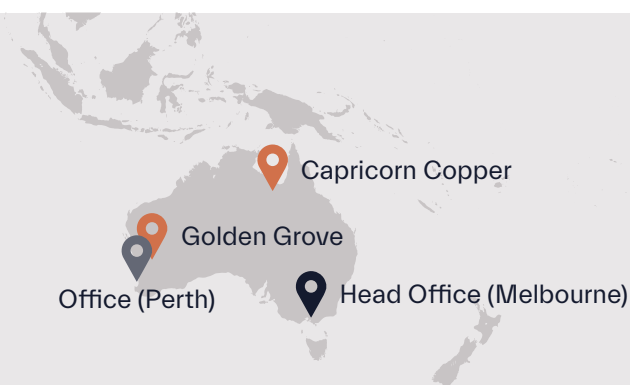 Capricorn Copper
Golden Grove
Head Office (Melbourne)
Office (Perth)